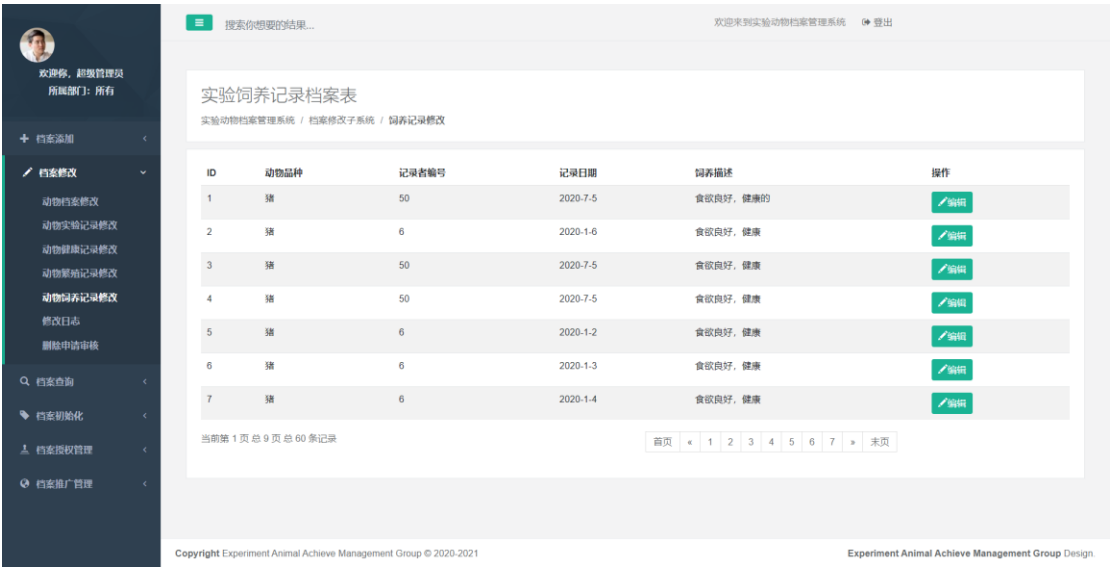 搜索你想要的结果...
欢迎来到实验动物档案管理系统 登出
欢迎你，超级管理员
所属部门：所有
档案添加
档案修改
动物档案修改
动物实验记录修改
动物健康记录修改
动物繁殖记录修改
动物饲养记录修改
修改日志
删除申请审核
档案查询
档案初始化
档案授权管理
档案推广管理
实验饲养记录档案表
实验动物档案管理系统 / 档案修改子系统 / 饲养记录修改
ID 动物品种 记录者编号 记录日期 饲养描述 操作
1 猪 50 2020-7-5 食欲良好，健康的 编辑
2 猪 6 2020-1-6 食欲良好，健康 编辑
3 猪 50 2020-7-5 食欲良好，健康 编辑
4 猪 50 2020-7-5 食欲良好，健康 编辑
5 猪 6 2020-1-2 食欲良好，健康 编辑
6 猪 6 2020-1-3 食欲良好，健康 编辑
7 猪 6 2020-1-4 食欲良好，健康 编辑
当前第 1 页 总 9 页 总 60 条记录 首页 « 1 2 3 4 5 6 7 » 末页
Copyright Experiment Animal Achieve Management Group © 2020-2021 Experiment Animal Achieve Management Group Design.